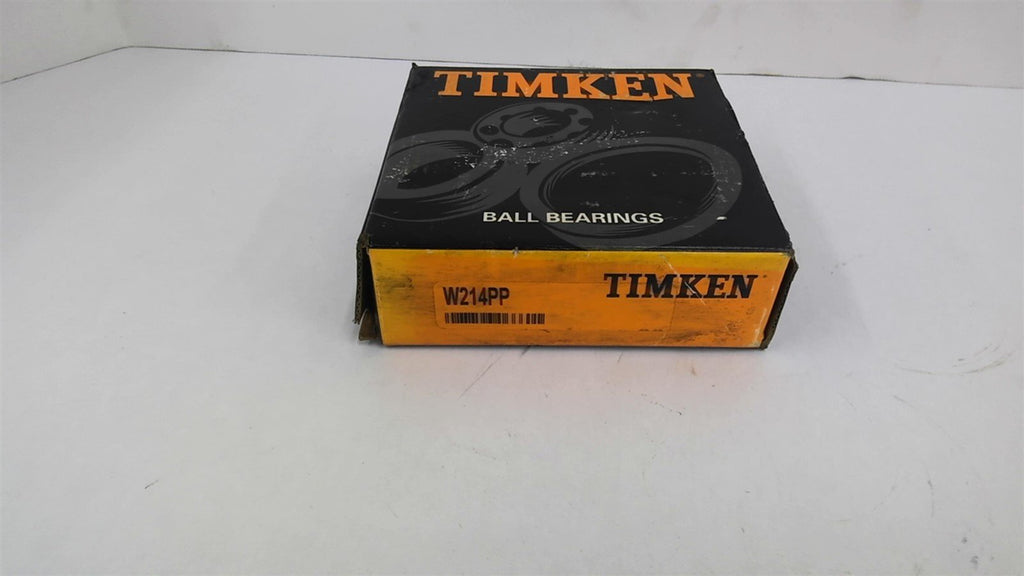 TIMKEN
BALL BEARINGS
W214PP
TIMKEN